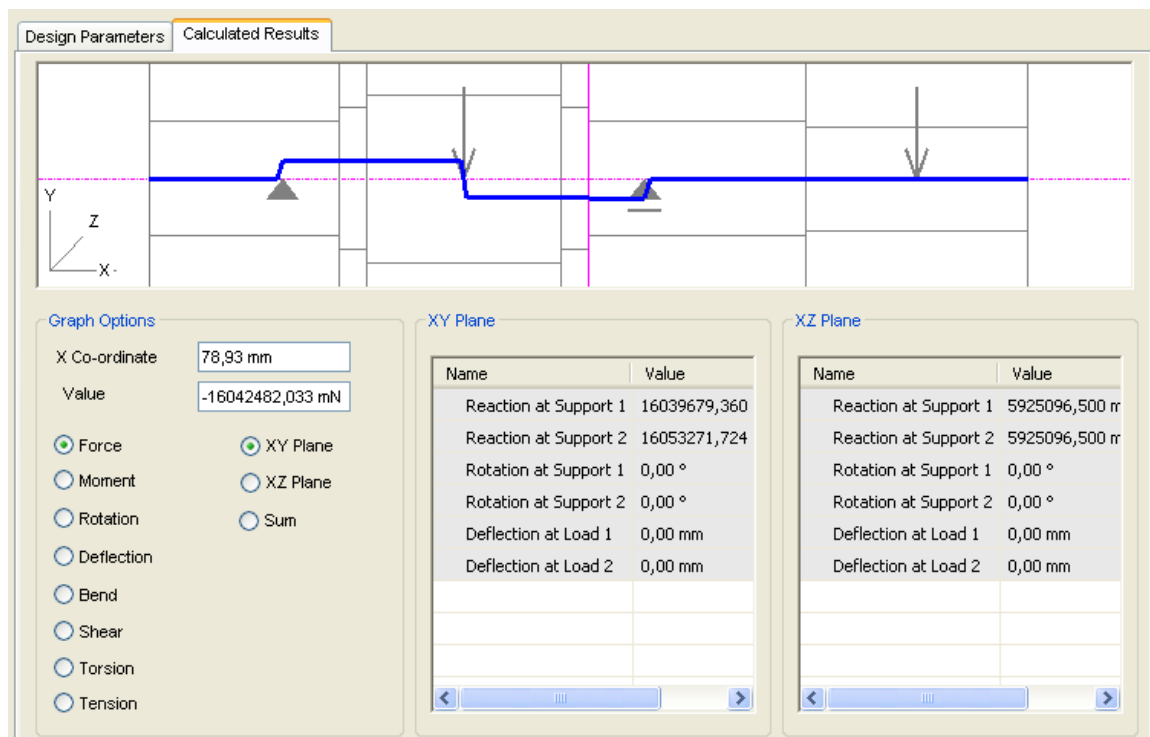 Design Parameters Calculated Results
Y
Z
X
Graph Options
X Co-ordinate 78,93 mm
Value -16042482,033 mN
Force XY Plane
Moment XZ Plane
Rotation Sum
Deflection
Bend
Shear
Torsion
Tension
XY Plane
Name Value
Reaction at Support 1 16039679,360
Reaction at Support 2 16053271,724
Rotation at Support 1 0,00 °
Rotation at Support 2 0,00 °
Deflection at Load 1 0,00 mm
Deflection at Load 2 0,00 mm
XZ Plane
Name Value
Reaction at Support 1 5925096,500 m
Reaction at Support 2 5925096,500 m
Rotation at Support 1 0,00 °
Rotation at Support 2 0,00 °
Deflection at Load 1 0,00 mm
Deflection at Load 2 0,00 mm